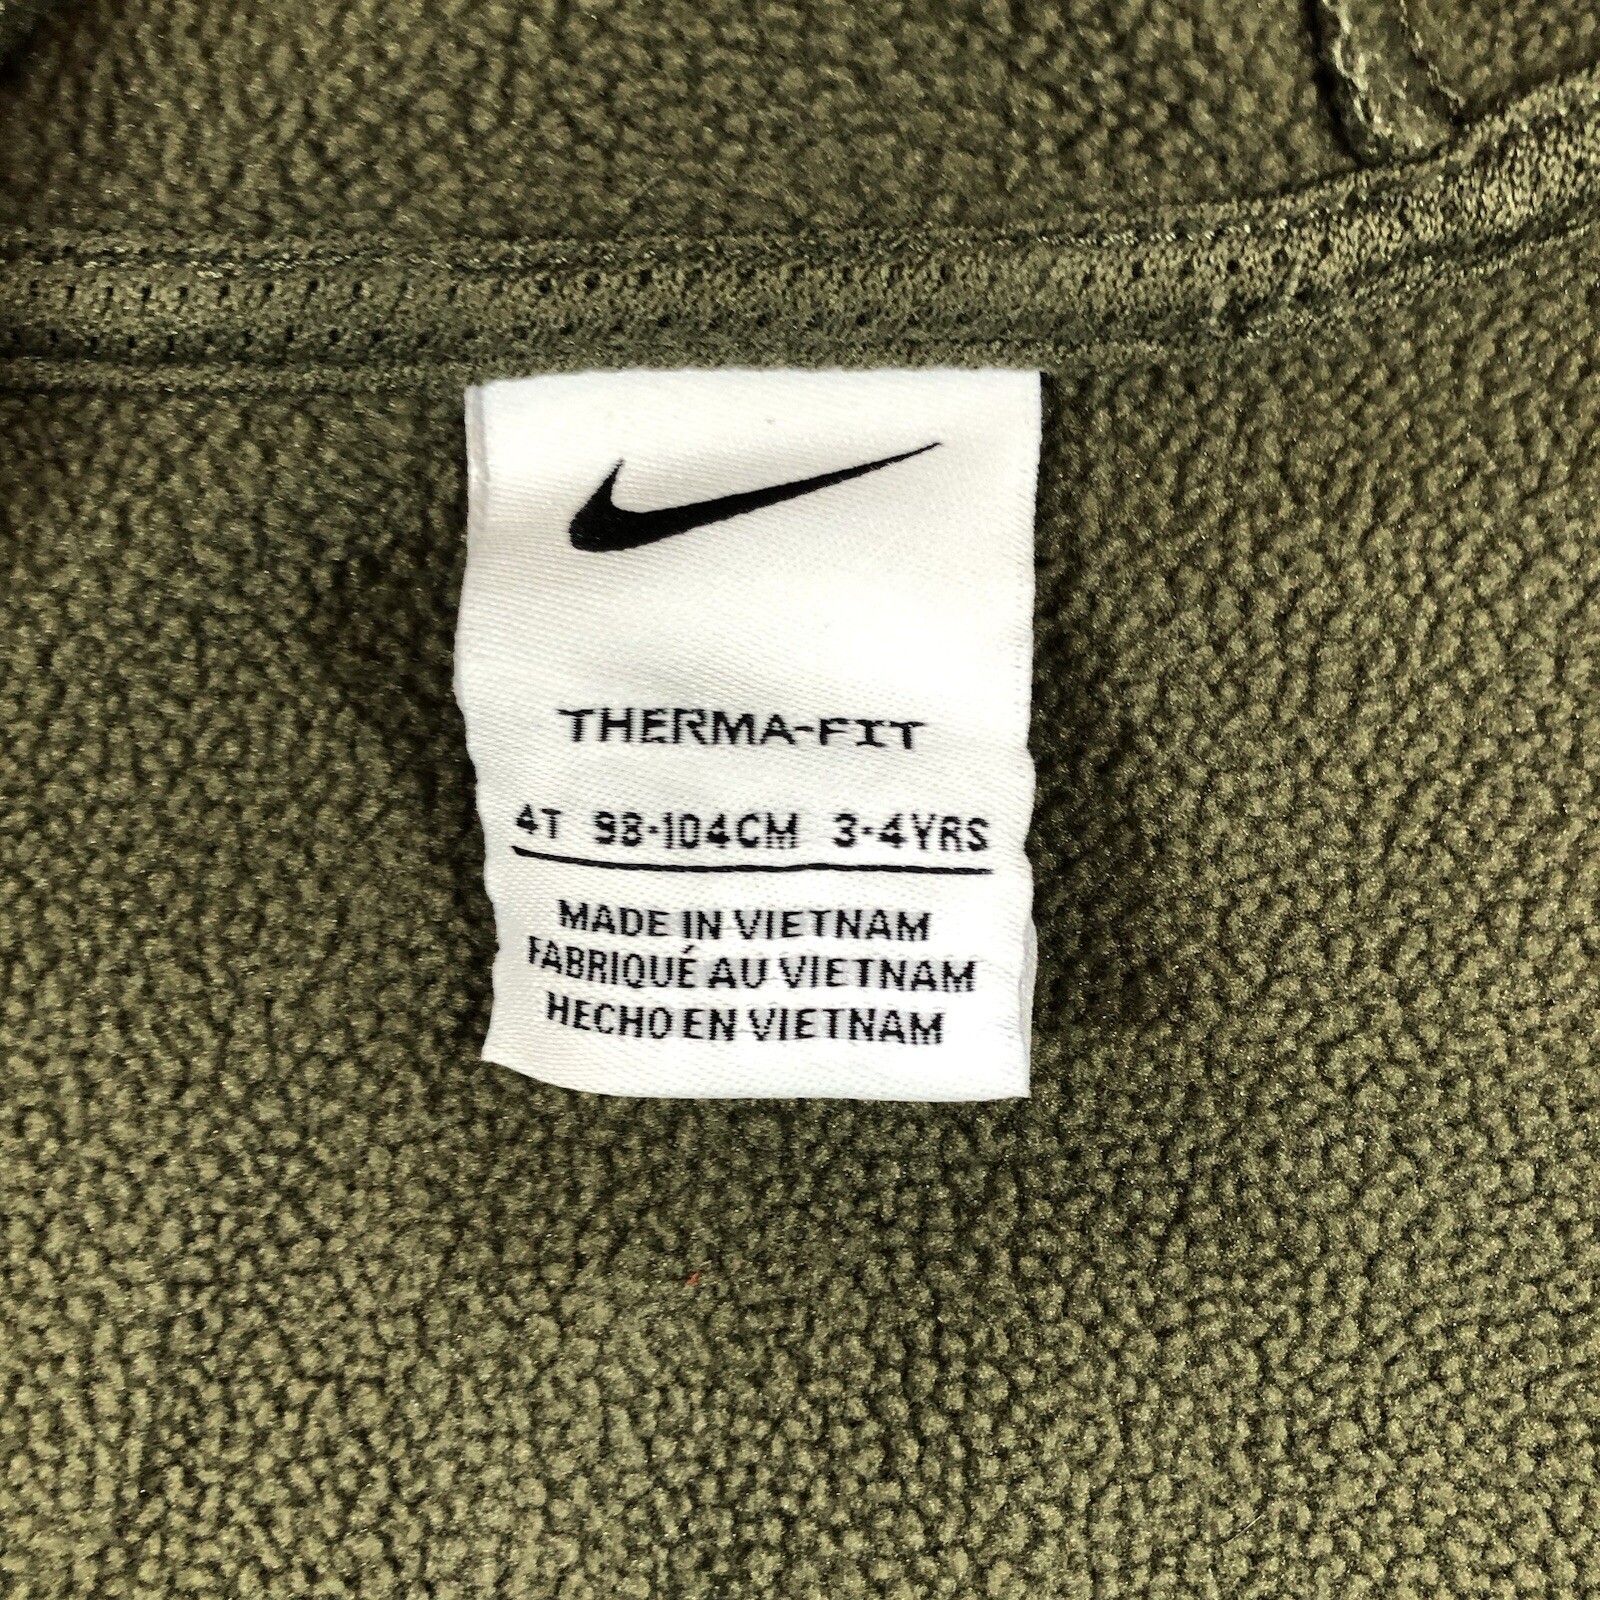 THERMA-FIT
4T 98-104CM 3-4YRS
MADE IN VIETNAM
FABRIQUÉ AU VIETNAM
HECHO EN VIETNAM